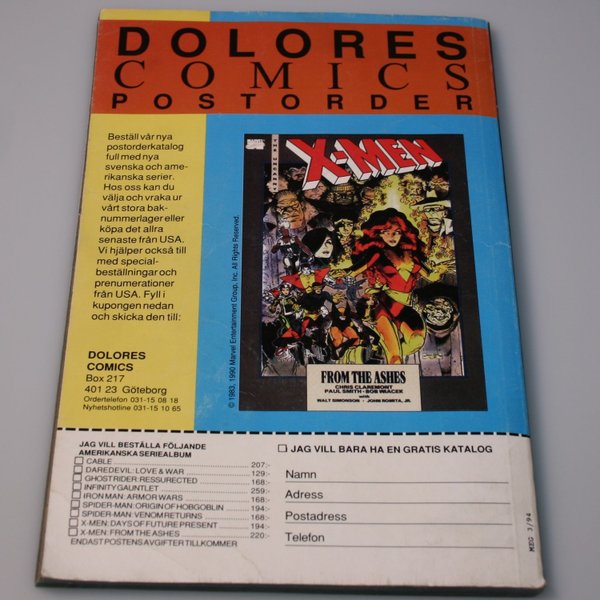 DOLORES
COMICS
POSTORDER
Beställ vår nya
postorderkatalog
full med nya
svenska och ame-
rikanska serier.
Hos oss kan du
välja och vraka ur
vårt stora bak-
nummerlager eller
köpa det allra
senaste från USA.
Vi hjälper också till
med special-
beställningar och
prenumerationer
från USA. Fyll i
kupongen nedan
och skicka den till:
DOLORES
COMICS
Box 217
401 23 Göteborg
Ordertelefon 031-15 08 18
Nyhetshotline 031-15 10 65
© 1983, 1990 Marvel Entertainment Group, Inc. All Rights Reserved.
X-MEN
FROM THE ASHES
CHRIS CLAREMONT
PAUL SMITH · BOB WIACEK
with
WALT SIMONSON · JOHN ROMITA, JR.
JAG VILL BESTÄLLA FÖLJANDE
AMERIKANSKA SERIEALBUM
CABLE 207:-
DAREDEVIL: LOVE & WAR 129:-
GHOSTRIDER: RESSURECTED 168:-
INFINITY GAUNTLET 259:-
IRON MAN: ARMOR WARS 168:-
SPIDER-MAN: ORIGIN OF HOBGOBLIN 194:-
SPIDER-MAN: VENOM RETURNS 168:-
X-MEN: DAYS OF FUTURE PRESENT 194:-
X-MEN: FROM THE ASHES 220:-
ENDAST POSTENS AVGIFTER TILLKOMMER
JAG VILL BARA HA EN GRATIS KATALOG
Namn
Adress
Postadress
Telefon
MEG 3/94